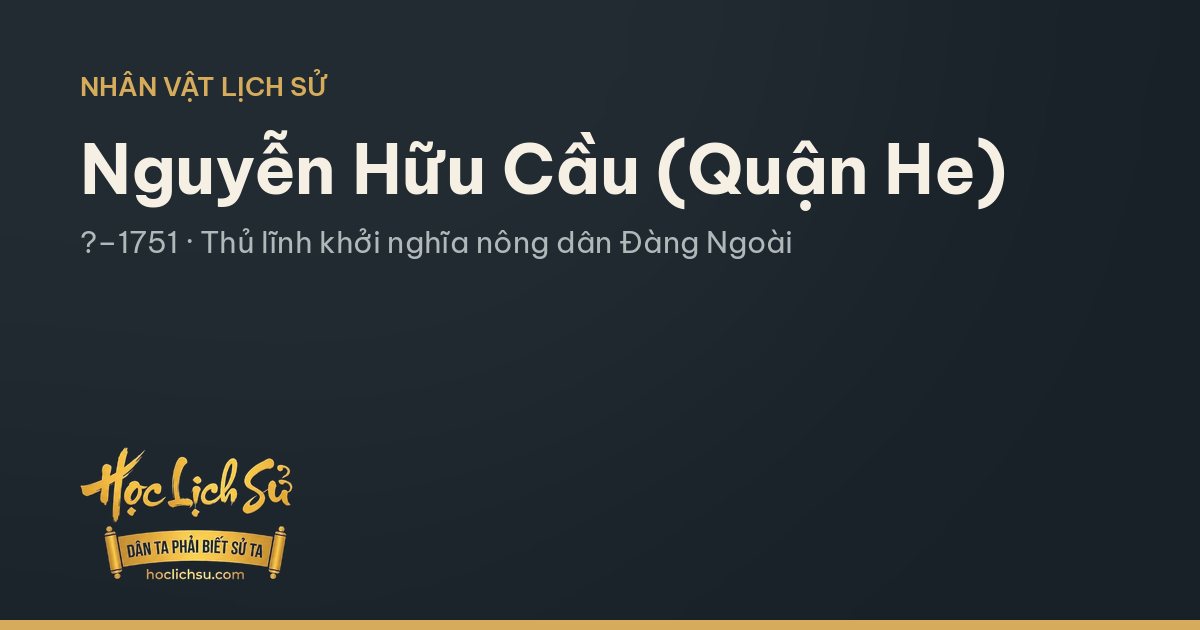 NHÂN VẬT LỊCH SỬ
Nguyễn Hữu Cầu (Quận He)
?–1751 · Thủ lĩnh khởi nghĩa nông dân Đàng Ngoài
Học Lịch Sử
DÂN TA PHẢI BIẾT SỬ TA
hoclichsu.com